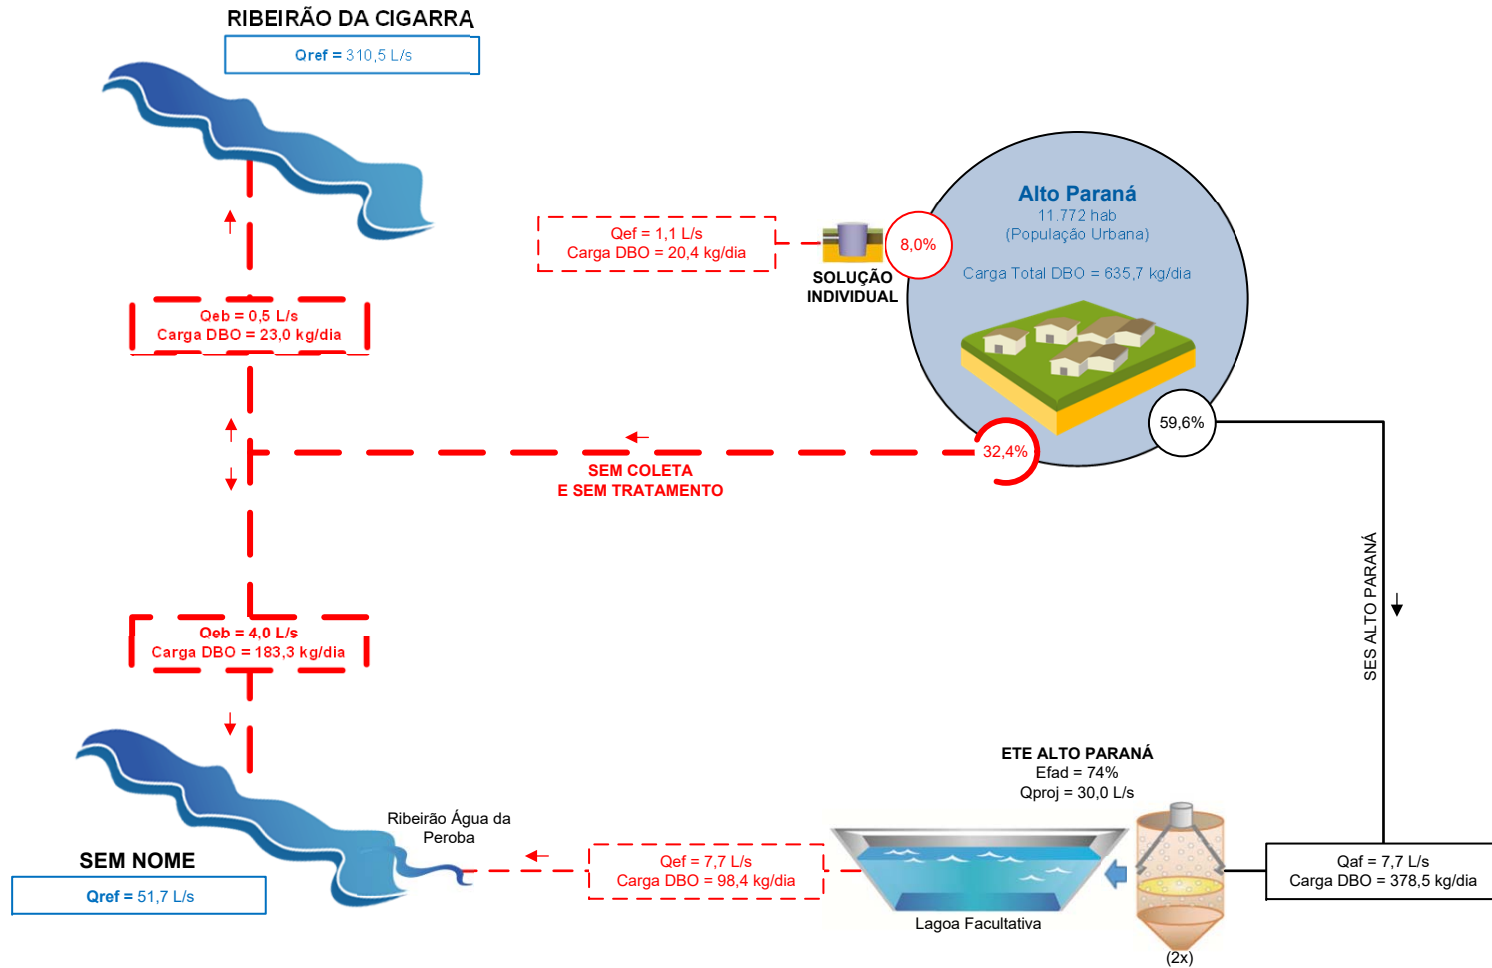 RIBEIRÃO DA CIGARRA
Qref = 310,5 L/s
Alto Paraná
11.772 hab
(População Urbana)
Carga Total DBO = 635,7 kg/dia
8,0%
Qef = 1,1 L/s
Carga DBO = 20,4 kg/dia
SOLUÇÃO
INDIVIDUAL
Qeb = 0,5 L/s
Carga DBO = 23,0 kg/dia
59,6%
32,4%
SEM COLETA
E SEM TRATAMENTO
SES ALTO PARANÁ
Qeb = 4,0 L/s
Carga DBO = 183,3 kg/dia
ETE ALTO PARANÁ
Efad = 74%
Qproj = 30,0 L/s
Ribeirão Água da
Peroba
SEM NOME
Qref = 51,7 L/s
Qef = 7,7 L/s
Carga DBO = 98,4 kg/dia
Qaf = 7,7 L/s
Carga DBO = 378,5 kg/dia
Lagoa Facultativa
(2x)